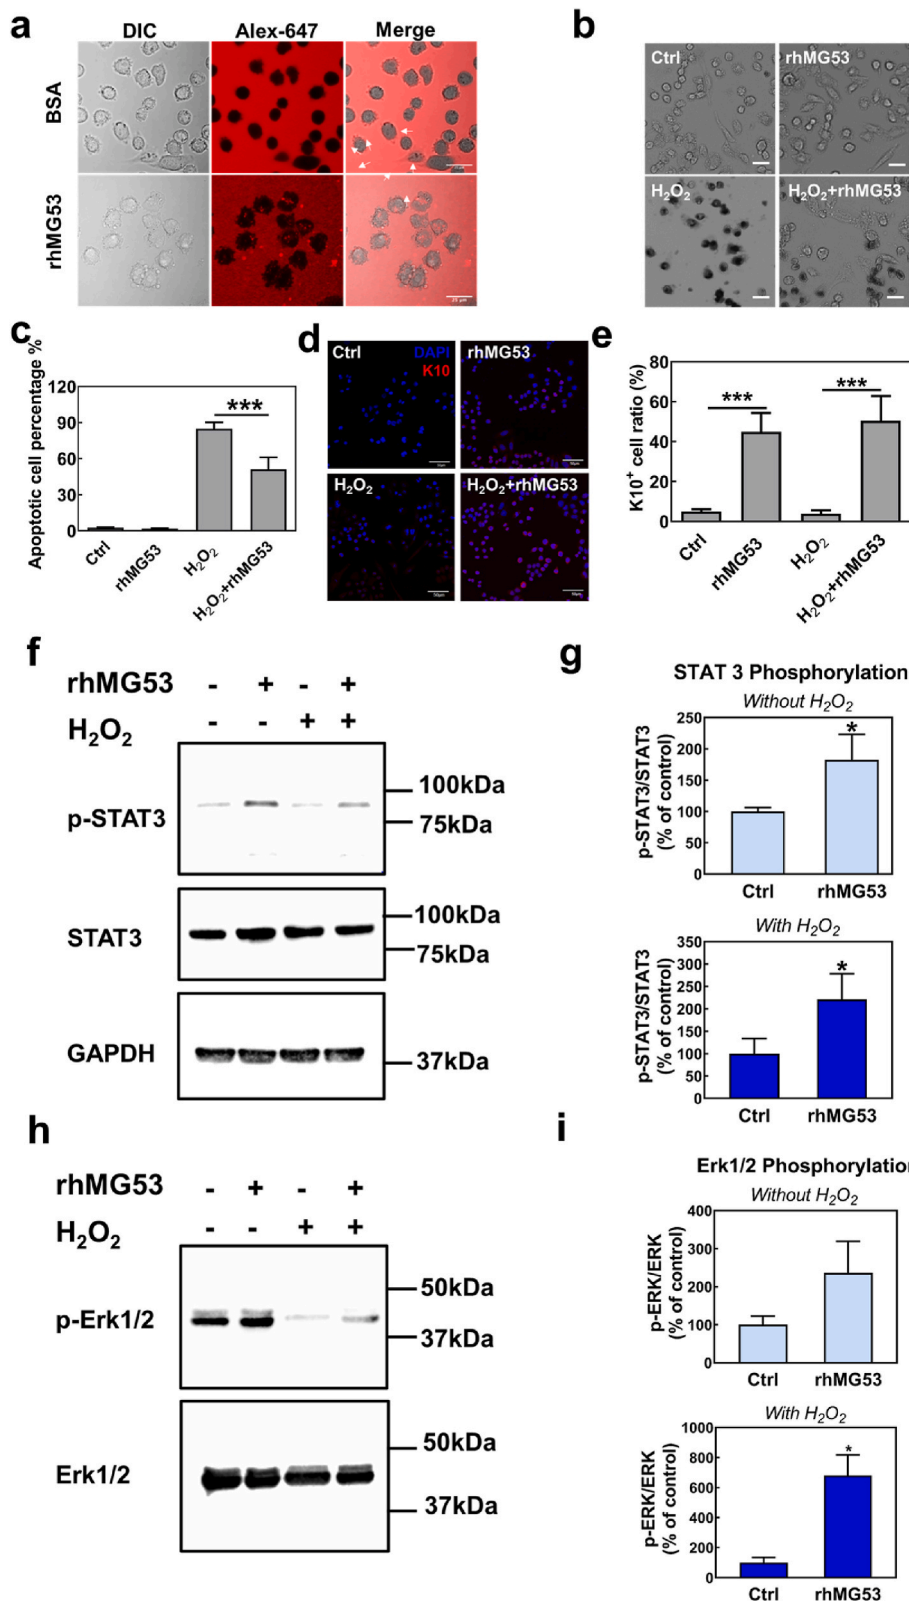 a
DIC
Alex-647
Merge
BSA
rhMG53
25 μm
b
Ctrl
rhMG53
H₂O₂
H₂O₂+rhMG53
c
Apoptotic cell percentage %
120
90
60
30
0
***
Ctrl
rhMG53
H₂O₂
H₂O₂+rhMG53
d
Ctrl
DAPI
K10
rhMG53
H₂O₂
H₂O₂+rhMG53
50μm
e
K10⁺ cell ratio (%)
80
60
40
20
0
***
***
Ctrl
rhMG53
H₂O₂
H₂O₂+rhMG53
f
rhMG53 - + - +
H₂O₂ - - + +
p-STAT3
100kDa
75kDa
STAT3
100kDa
75kDa
GAPDH
37kDa
g
STAT 3 Phosphorylation
Without H₂O₂
p-STAT3/STAT3
(% of control)
250
200
150
100
50
0
*
Ctrl
rhMG53
With H₂O₂
p-STAT3/STAT3
(% of control)
350
300
250
200
150
100
50
0
*
Ctrl
rhMG53
h
rhMG53 - + - +
H₂O₂ - - + +
p-Erk1/2
50kDa
37kDa
Erk1/2
50kDa
37kDa
i
Erk1/2 Phosphorylation
Without H₂O₂
p-ERK/ERK
(% of control)
400
300
200
100
0
Ctrl
rhMG53
With H₂O₂
p-ERK/ERK
(% of control)
1000
800
600
400
200
0
*
Ctrl
rhMG53